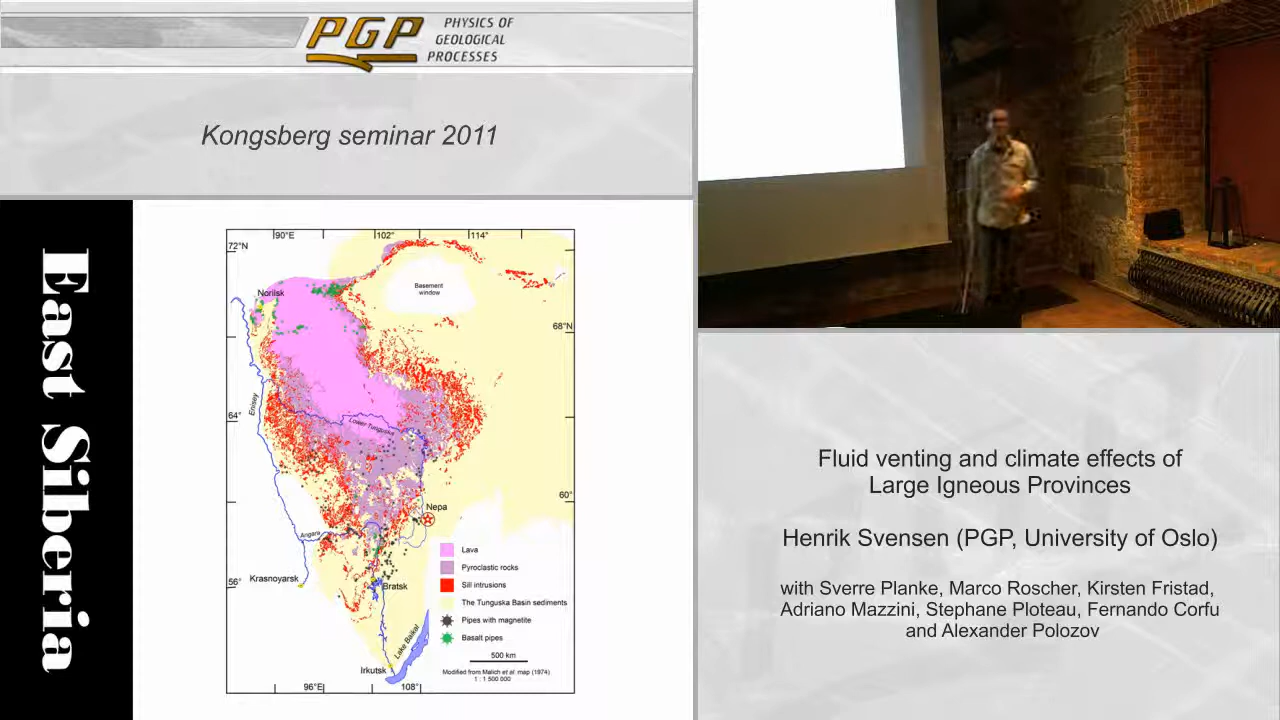 PGP
PHYSICS OF
GEOLOGICAL
PROCESSES
Kongsberg seminar 2011
East Siberia
90°E
102°
114°
72°N
Norilsk
Basement
window
68°N
Enisey
64°
Lower Tunguska
60°
Nepa
Angara
Krasnoyarsk
56°
Bratsk
Lake Baikal
Irkutsk
96°E
108°
Lava
Pyroclastic rocks
Sill intrusions
The Tunguska Basin sediments
Pipes with magnetite
Basalt pipes
500 km
Modified from Malich et al. map (1974)
1 : 1 500 000
Fluid venting and climate effects of
Large Igneous Provinces
Henrik Svensen (PGP, University of Oslo)
with Sverre Planke, Marco Roscher, Kirsten Fristad,
Adriano Mazzini, Stephane Ploteau, Fernando Corfu
and Alexander Polozov